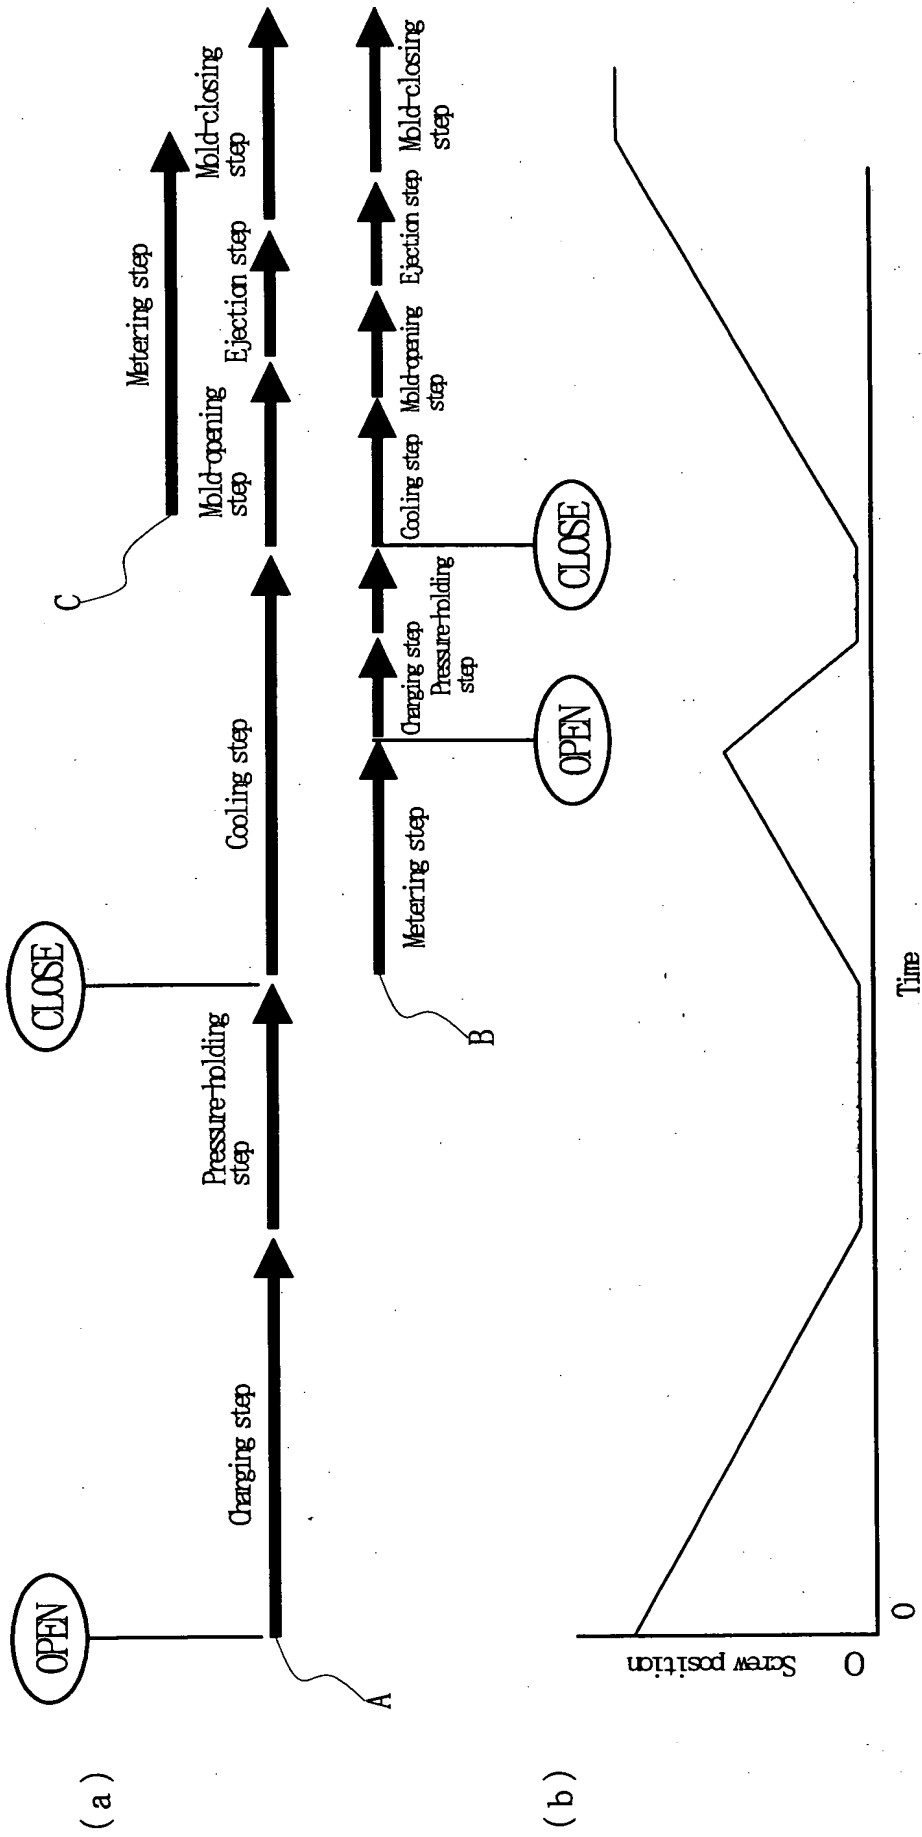 (a)
OPEN
CLOSE
C
Metering step
Charging step
Pressure-holding
step
Cooling step
Mold-opening
step
Ejection step
Mold-closing
step
A
B
Metering step
Charging step
Pressure-holding
step
Cooling step
Mold-opening
step
Ejection step
Mold-closing
step
OPEN
CLOSE
(b)
Screw position
0
0
Time